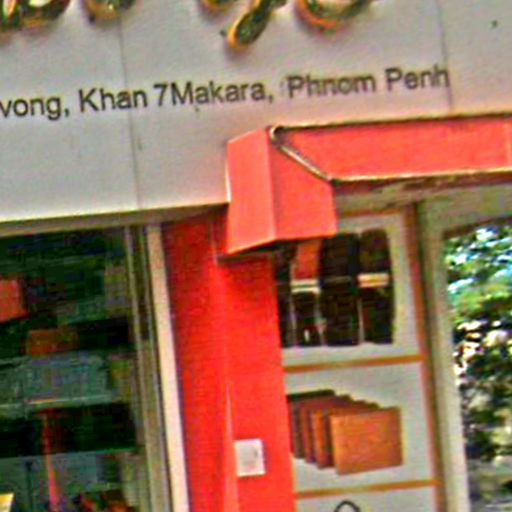 vong, Khan 7Makara, Phnom Penh